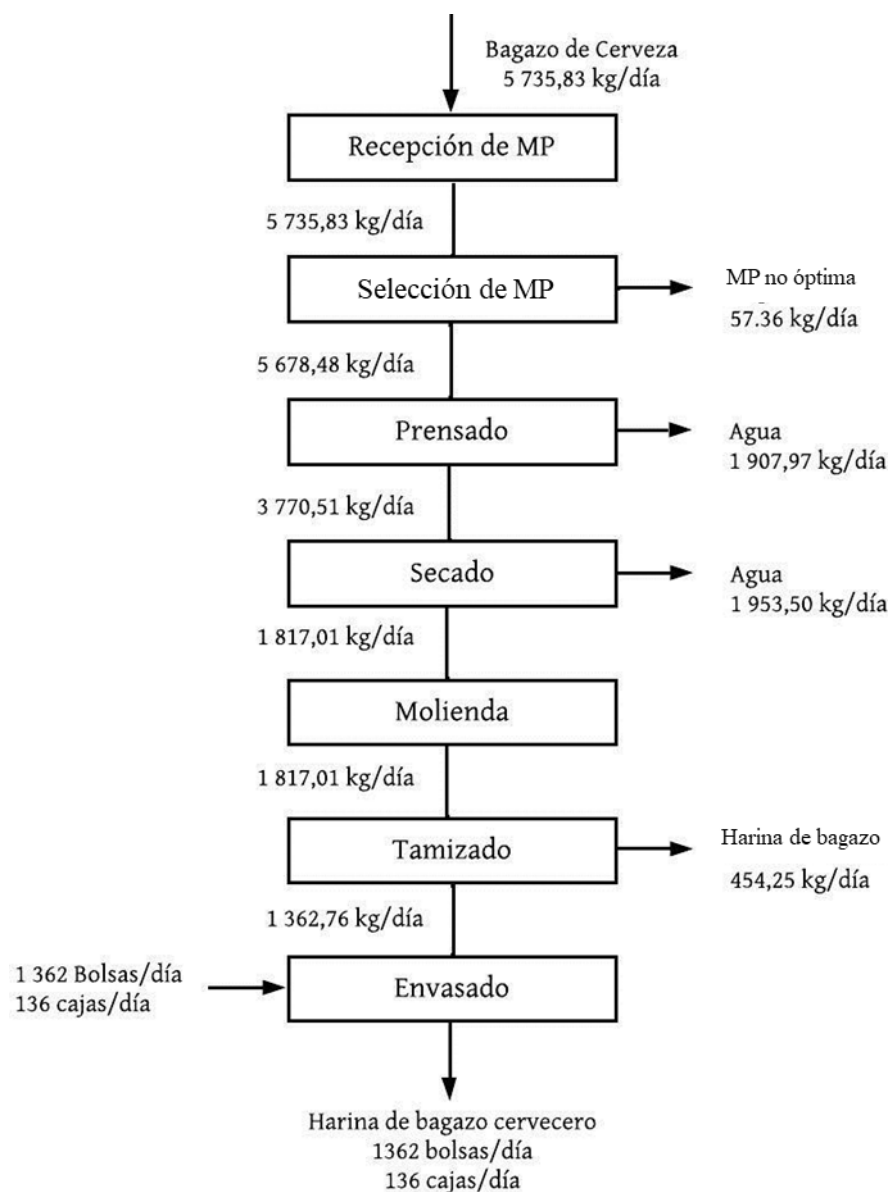 Bagazo de Cerveza
5 735,83 kg/día
Recepción de MP
5 735,83 kg/día
Selección de MP
MP no óptima
57.36 kg/día
5 678,48 kg/día
Prensado
Agua
1 907,97 kg/día
3 770,51 kg/día
Secado
Agua
1 953,50 kg/día
1 817,01 kg/día
Molienda
1 817,01 kg/día
Tamizado
Harina de bagazo
454,25 kg/día
1 362,76 kg/día
1 362 Bolsas/día
136 cajas/día
Envasado
Harina de bagazo cervecero
1362 bolsas/día
136 cajas/día